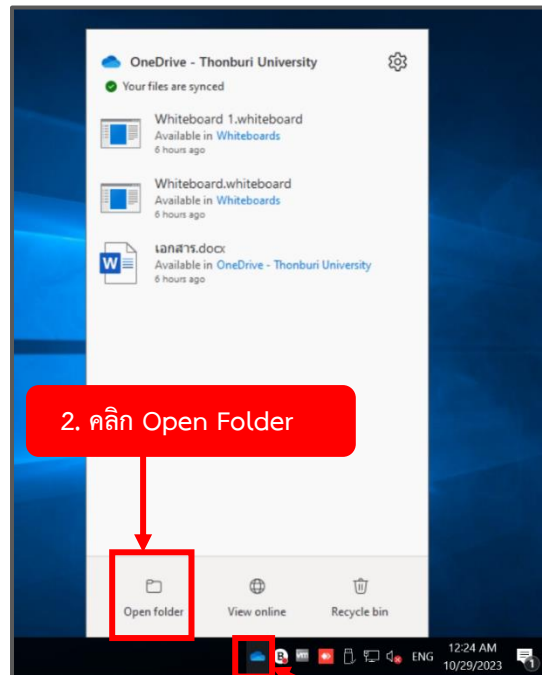 OneDrive - Thonburi University
Your files are synced
Whiteboard 1.whiteboard
Available in Whiteboards
6 hours ago
Whiteboard.whiteboard
Available in Whiteboards
6 hours ago
W
เอกสาร.docx
Available in OneDrive - Thonburi University
6 hours ago
2. คลิก Open Folder
Open folder
View online
Recycle bin
ENG
12:24 AM
10/29/2023
1